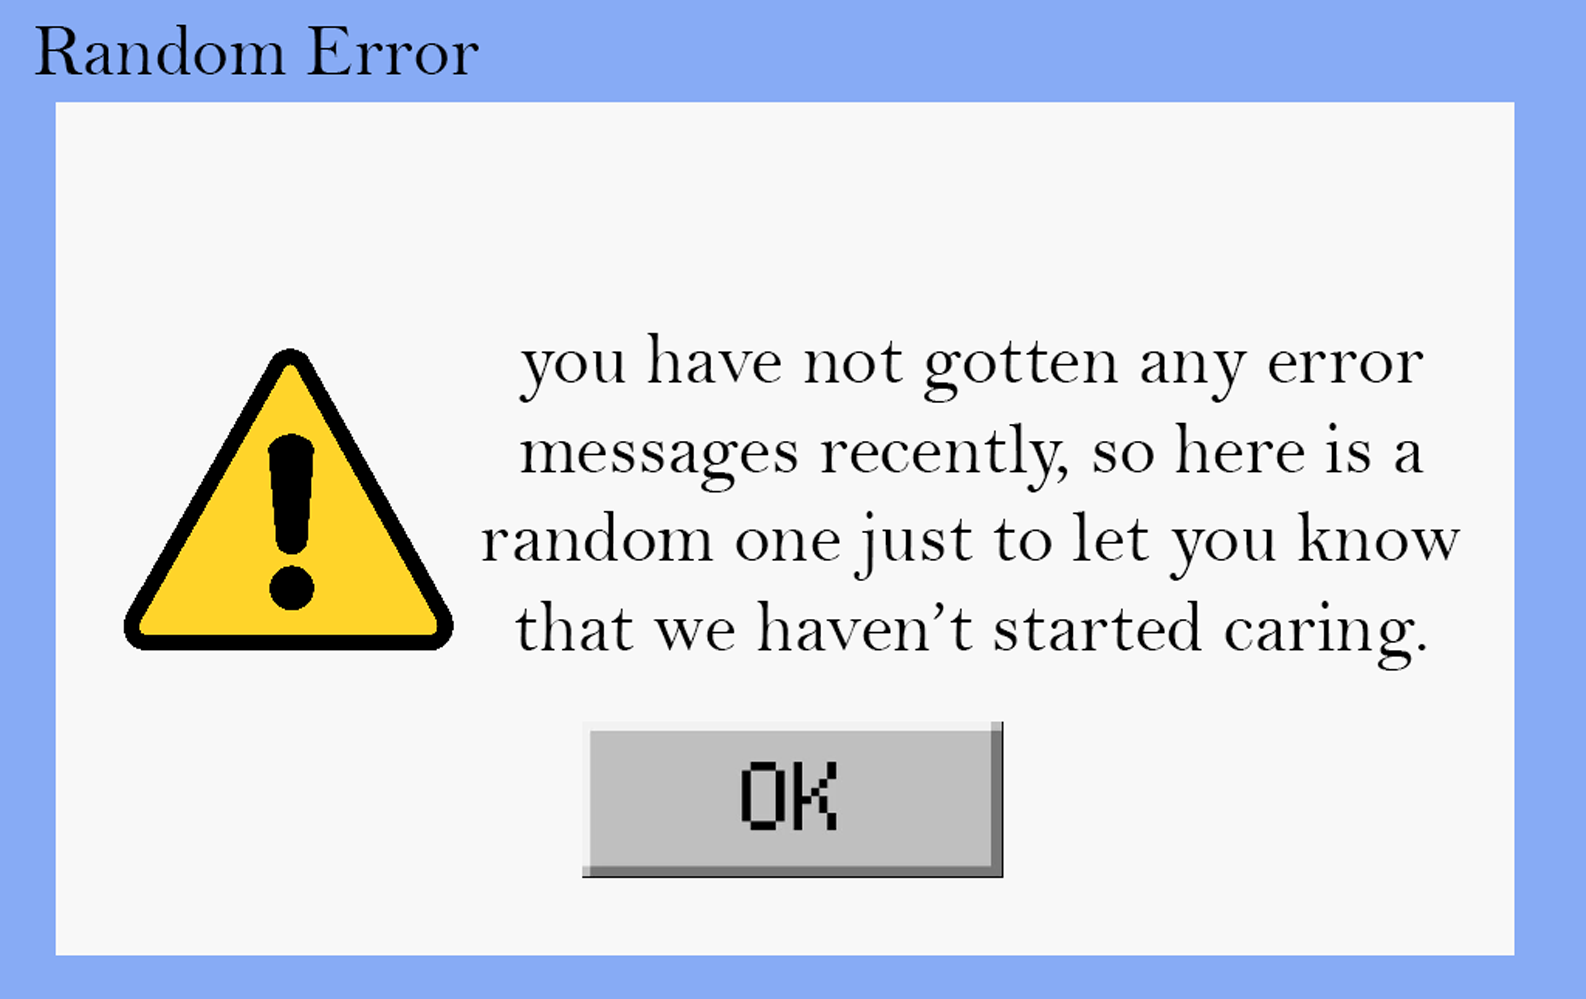 Random Error
you have not gotten any error
messages recently, so here is a
random one just to let you know
that we haven’t started caring.
OK